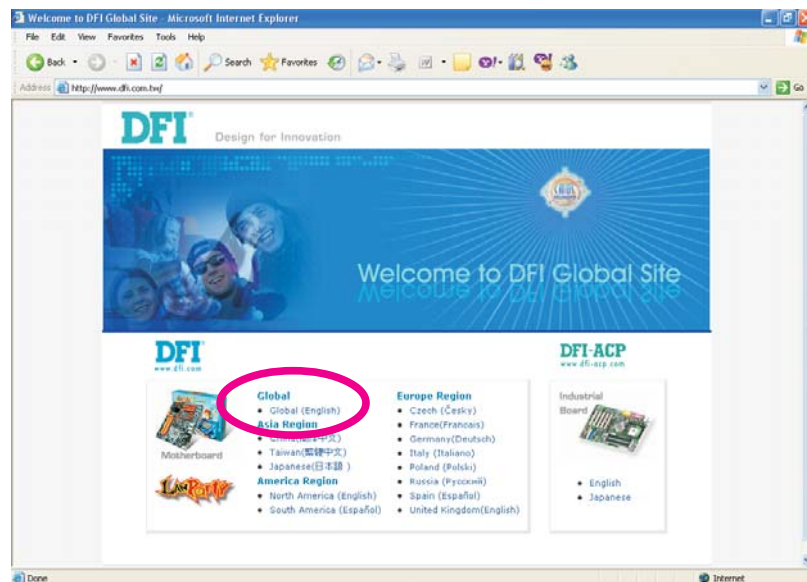 Welcome to DFI Global Site - Microsoft Internet Explorer
File Edit View Favorites Tools Help
Back Search Favorites
Address http://www.dfi.com.tw/ Go
DFI Design for Innovation
Welcome to DFI Global Site
DFI
www.dfi.com
DFI-ACP
www.dfi-acp.com
Motherboard
LANPARTY
Global
Global (English)
Asia Region
Taiwan(繁體中文)
Japanese(日本語 )
America Region
North America (English)
South America (Español)
Europe Region
Czech (Česky)
France(Francais)
Germany(Deutsch)
Italy (Italiano)
Poland (Polski)
Russia (Русский)
Spain (Español)
United Kingdom(English)
Industrial
Board
English
Japanese
Done Internet